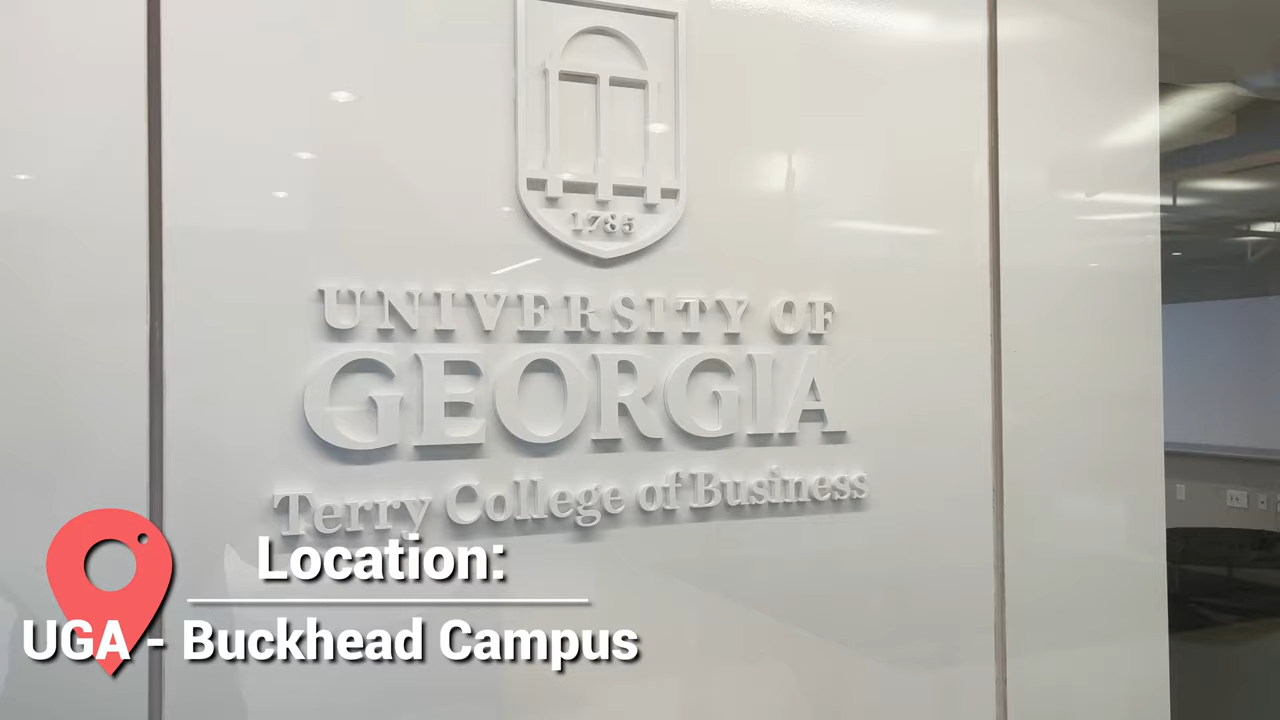 1785
UNIVERSITY OF
GEORGIA
Terry College of Business
Location:
UGA - Buckhead Campus